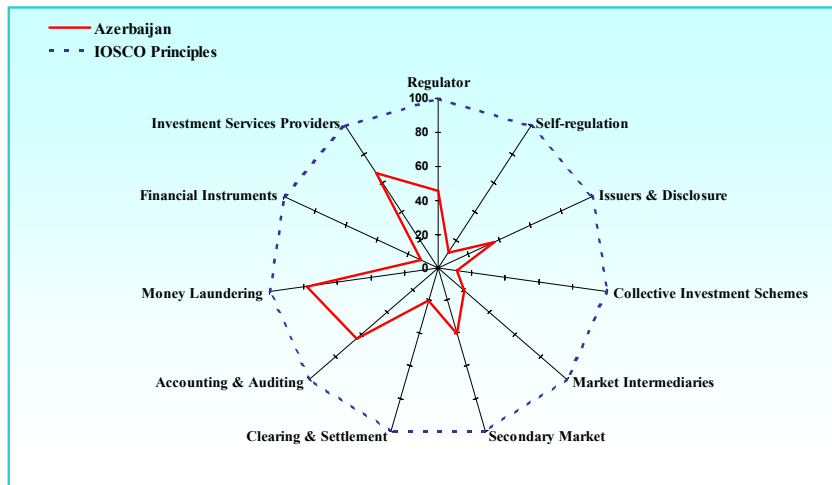 Azerbaijan
IOSCO Principles
Regulator
100
Investment Services Providers
Self-regulation
80
60
Financial Instruments
Issuers & Disclosure
40
20
0
Money Laundering
Collective Investment Schemes
Accounting & Auditing
Market Intermediaries
Clearing & Settlement
Secondary Market